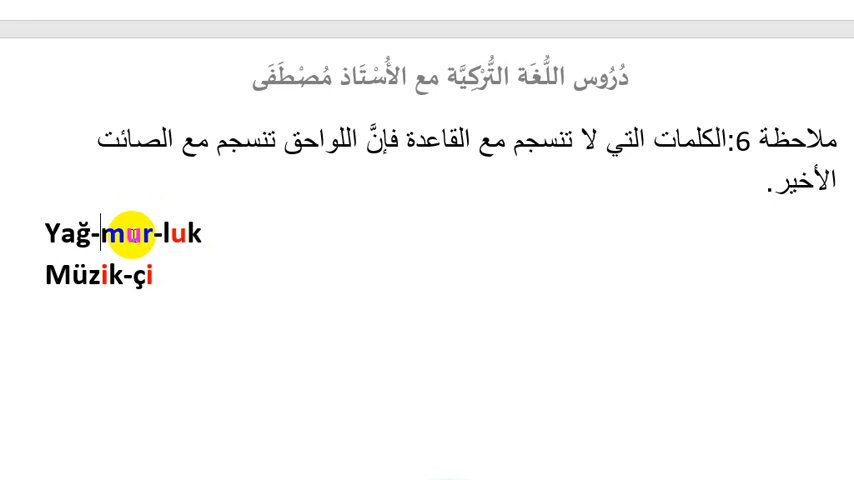 دُرُوس اللُّغَة التُّرْكِيَّة مع الأُسْتَاذ مُصْطَفَى
ملاحظة 6:الكلمات التي لا تنسجم مع القاعدة فإنَّ اللواحق تنسجم مع الصائت
الأخير.
Yağ-mur-luk
Müzik-çi